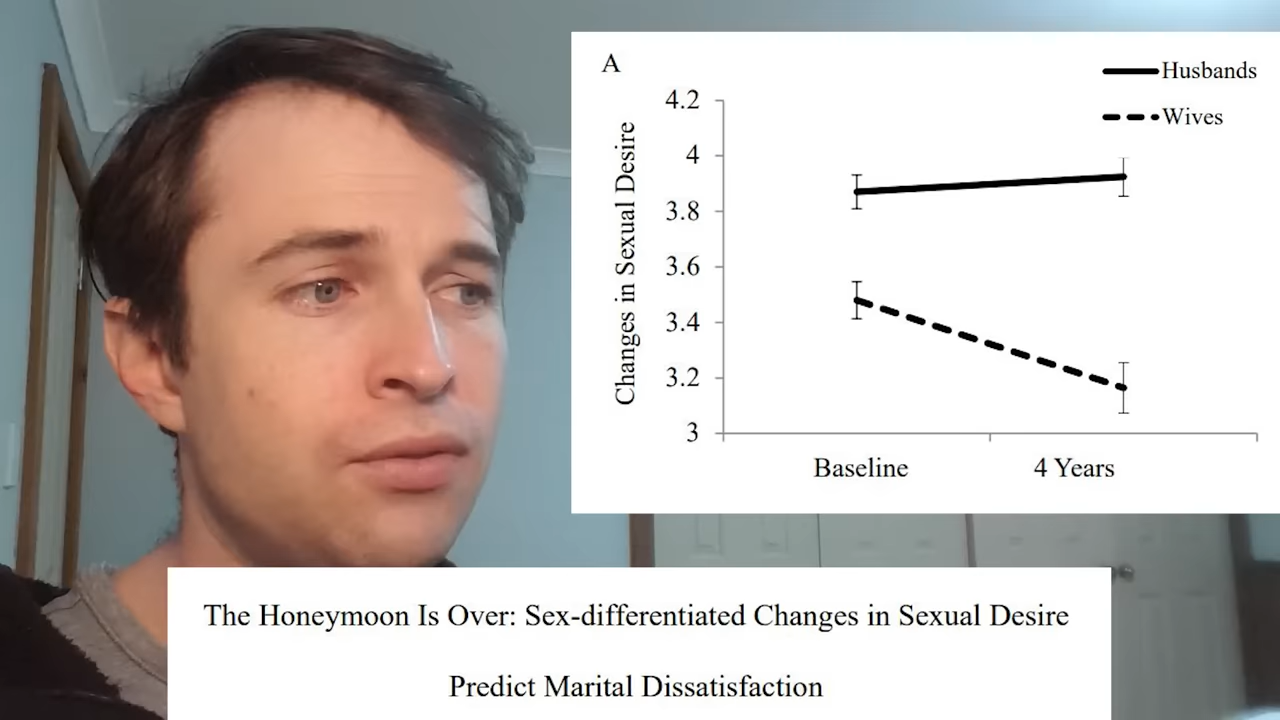 A
Husbands
Wives
Changes in Sexual Desire
4.2
4
3.8
3.6
3.4
3.2
3
Baseline
4 Years
The Honeymoon Is Over: Sex-differentiated Changes in Sexual Desire
Predict Marital Dissatisfaction